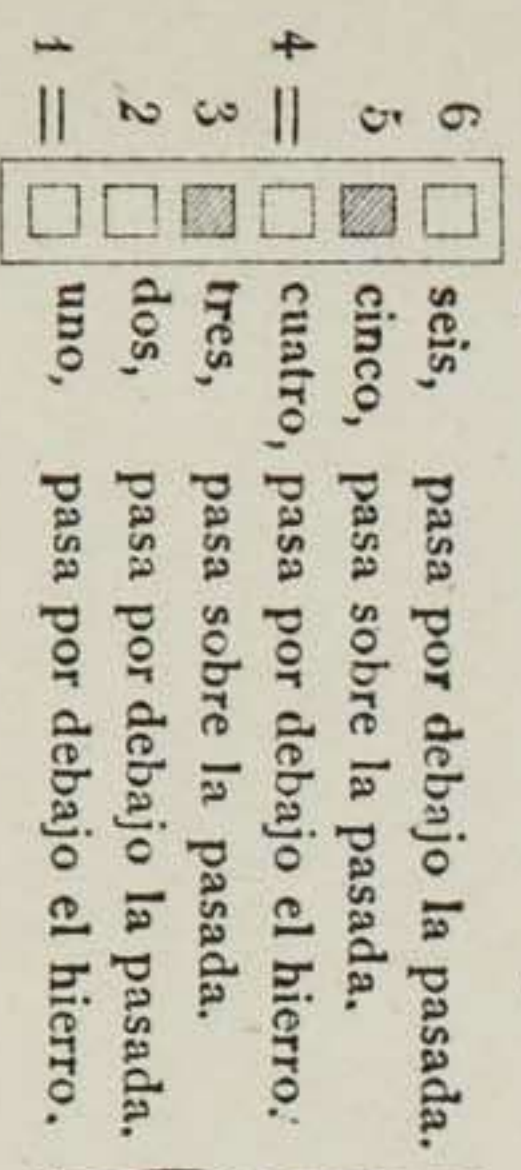 6 seis, pasa por debajo la pasada.
5 cinco, pasa sobre la pasada.
4 = cuatro, pasa por debajo el hierro.
3 tres, pasa sobre la pasada.
2 dos, pasa por debajo la pasada.
1 = uno, pasa por debajo el hierro.